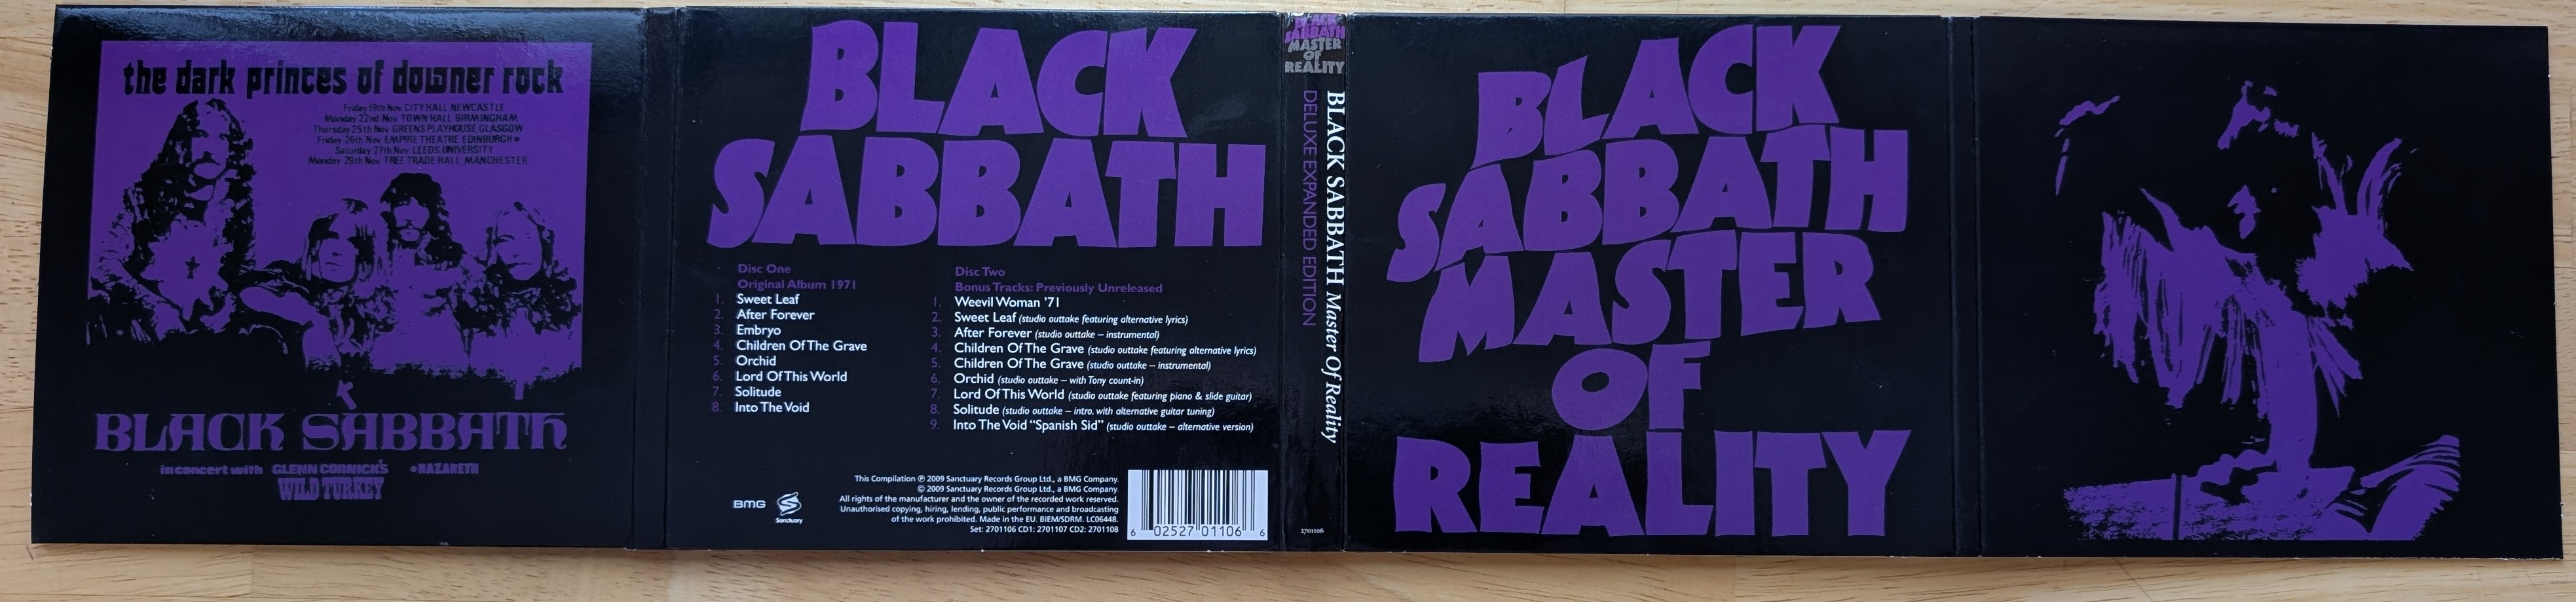 the dark princes of downer rock
Friday 19th Nov CITY HALL NEWCASTLE
Monday 22nd Nov TOWN HALL BIRMINGHAM
Thursday 25th Nov GREENS PLAYHOUSE GLASGOW
Friday 26th Nov EMPIRE THEATRE EDINBURGH •
Saturday 27th Nov LEEDS UNIVERSITY
Monday 29th Nov FREE TRADE HALL MANCHESTER
BLACK SABBATH
in concert with GLENN CORNICK'S • NAZARETH
WILD TURKEY
BLACK
SABBATH
Disc One
Original Album 1971
1. Sweet Leaf
2. After Forever
3. Embryo
4. Children Of The Grave
5. Orchid
6. Lord Of This World
7. Solitude
8. Into The Void
Disc Two
Bonus Tracks: Previously Unreleased
1. Weevil Woman '71
2. Sweet Leaf (studio outtake featuring alternative lyrics)
3. After Forever (studio outtake – instrumental)
4. Children Of The Grave (studio outtake featuring alternative lyrics)
5. Children Of The Grave (studio outtake – instrumental)
6. Orchid (studio outtake – with Tony count-in)
7. Lord Of This World (studio outtake featuring piano & slide guitar)
8. Solitude (studio outtake – intro. with alternative guitar tuning)
9. Into The Void "Spanish Sid" (studio outtake – alternative version)
BMG
Sanctuary
This Compilation ℗ 2009 Sanctuary Records Group Ltd., a BMG Company.
© 2009 Sanctuary Records Group Ltd., a BMG Company.
All rights of the manufacturer and the owner of the recorded work reserved.
Unauthorised copying, hiring, lending, public performance and broadcasting
of the work prohibited. Made in the EU. BIEM/SDRM. LC06448.
Set: 2701106 CD1: 2701107 CD2: 2701108
6 02527 01106 6
BLACK
SABBATH
MASTER
OF
REALITY
BLACK SABBATH Master Of Reality
DELUXE EXPANDED EDITION
2701106
BLACK
SABBATH
MASTER
OF
REALITY